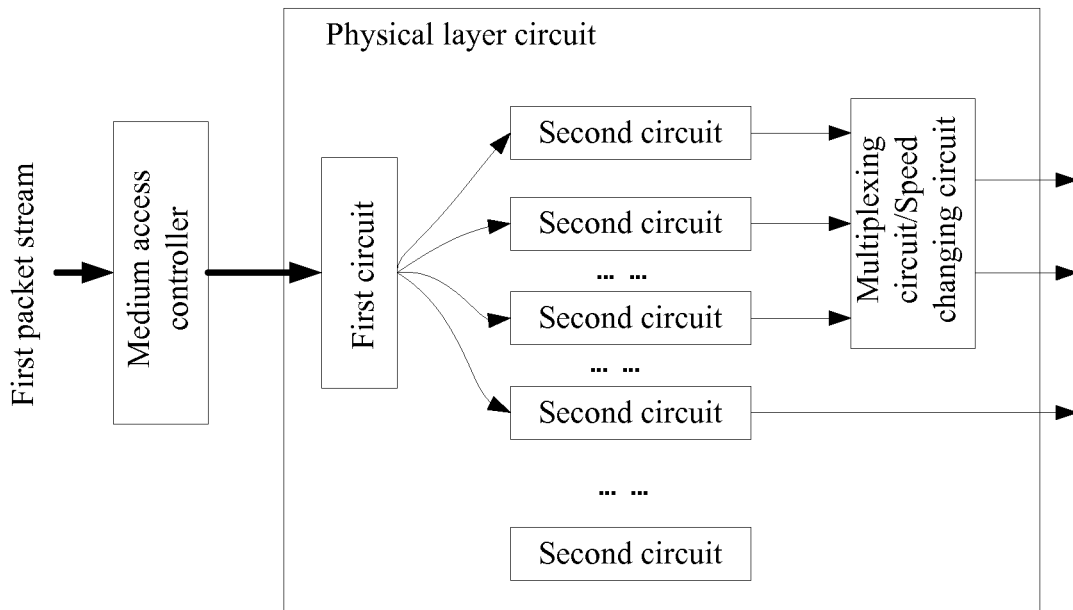 Physical layer circuit
First packet stream
Medium access
controller
First circuit
Second circuit
Second circuit
... ...
Second circuit
... ...
Second circuit
... ...
Second circuit
Multiplexing
circuit/Speed
changing circuit